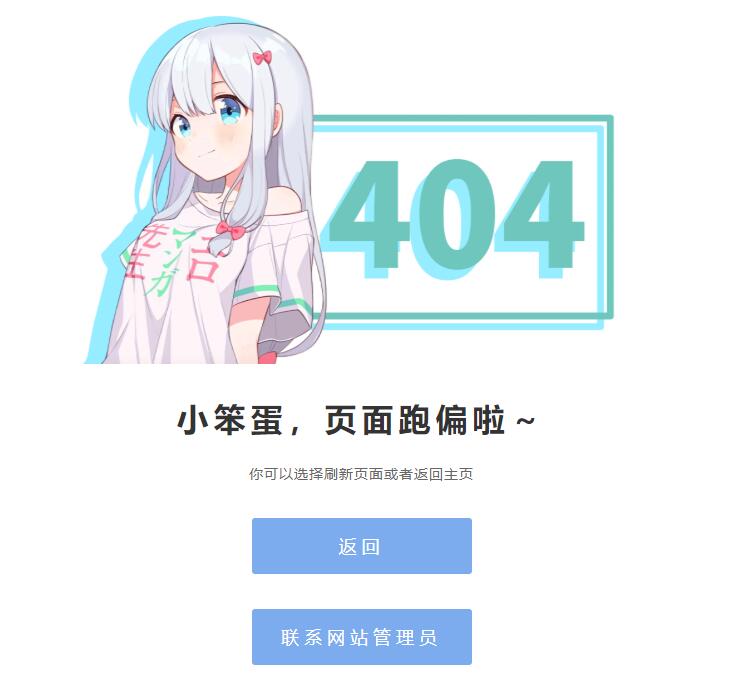 エロ
マンガ
先生
404
小笨蛋，页面跑偏啦～
你可以选择刷新页面或者返回主页
返回
联系网站管理员